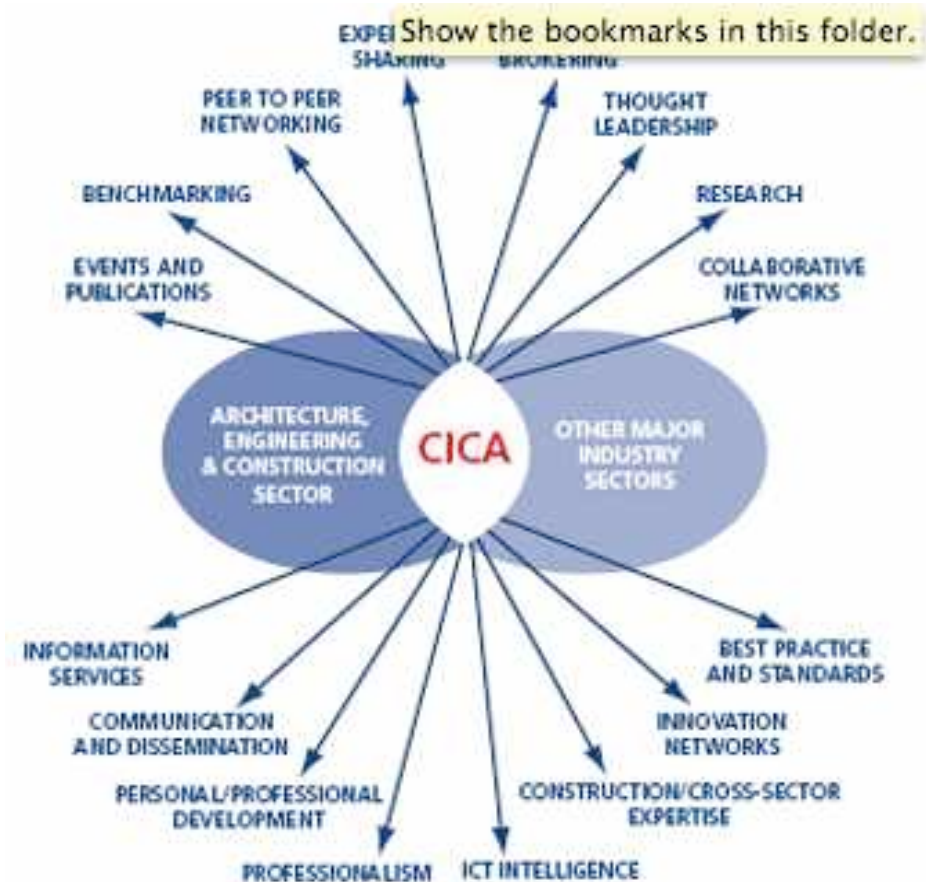 Show the bookmarks in this folder.
SHARING
BROKERING
PEER TO PEER
NETWORKING
THOUGHT
LEADERSHIP
BENCHMARKING
RESEARCH
EVENTS AND
PUBLICATIONS
COLLABORATIVE
NETWORKS
ARCHITECTURE,
ENGINEERING
& CONSTRUCTION
SECTOR
CICA
OTHER MAJOR
INDUSTRY
SECTORS
INFORMATION
SERVICES
BEST PRACTICE
AND STANDARDS
COMMUNICATION
AND DISSEMINATION
INNOVATION
NETWORKS
PERSONAL/PROFESSIONAL
DEVELOPMENT
CONSTRUCTION/CROSS-SECTOR
EXPERTISE
PROFESSIONALISM
ICT INTELLIGENCE